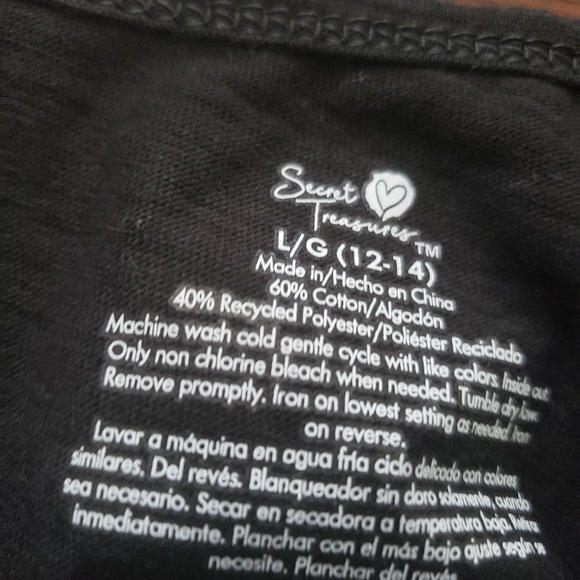 Secret
Treasures™
L/G (12-14)
Made in/Hecho en China
60% Cotton/Algodón
40% Recycled Polyester/Poliéster Reciclado
Machine wash cold gentle cycle with like colors. Inside out.
Only non chlorine bleach when needed. Tumble dry low.
Remove promptly. Iron on lowest setting as needed. Iron
on reverse.
Lavar a máquina en agua fría ciclo delicado con colores
similares. Del revés. Blanqueador sin cloro solamente, cuando
sea necesario. Secar en secadora a temperatura baja. Retirar
inmediatamente. Planchar con el más bajo ajuste según se
necesite. Planchar del revés.